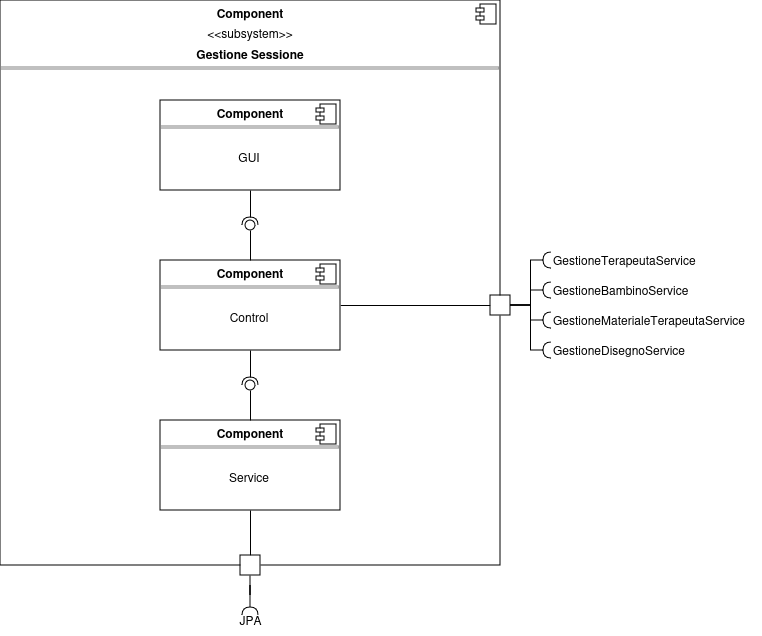 Component
<<subsystem>>
Gestione Sessione
Component
GUI
Component
Control
GestioneTerapeutaService
GestioneBambinoService
GestioneMaterialeTerapeutaService
GestioneDisegnoService
Component
Service
JPA